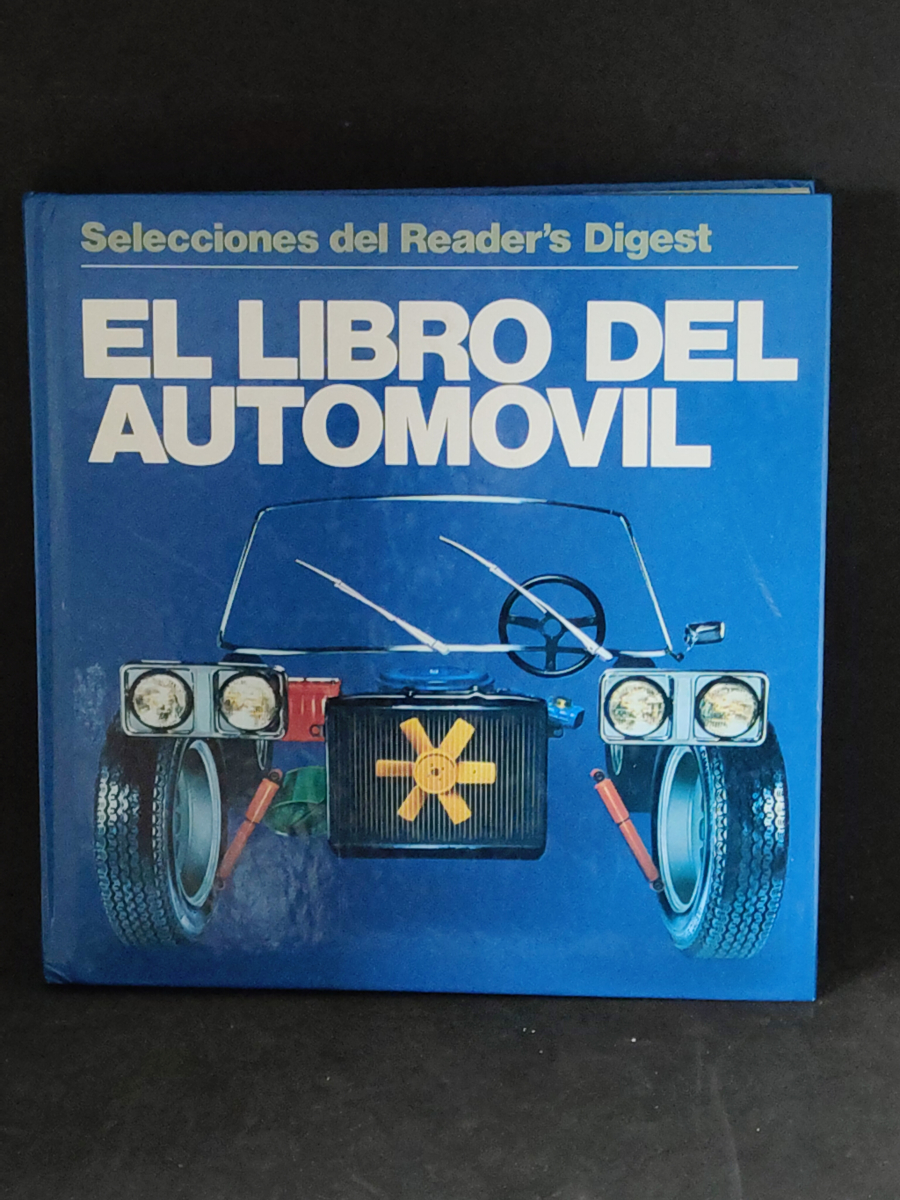 Selecciones del Reader's Digest
EL LIBRO DEL
AUTOMOVIL